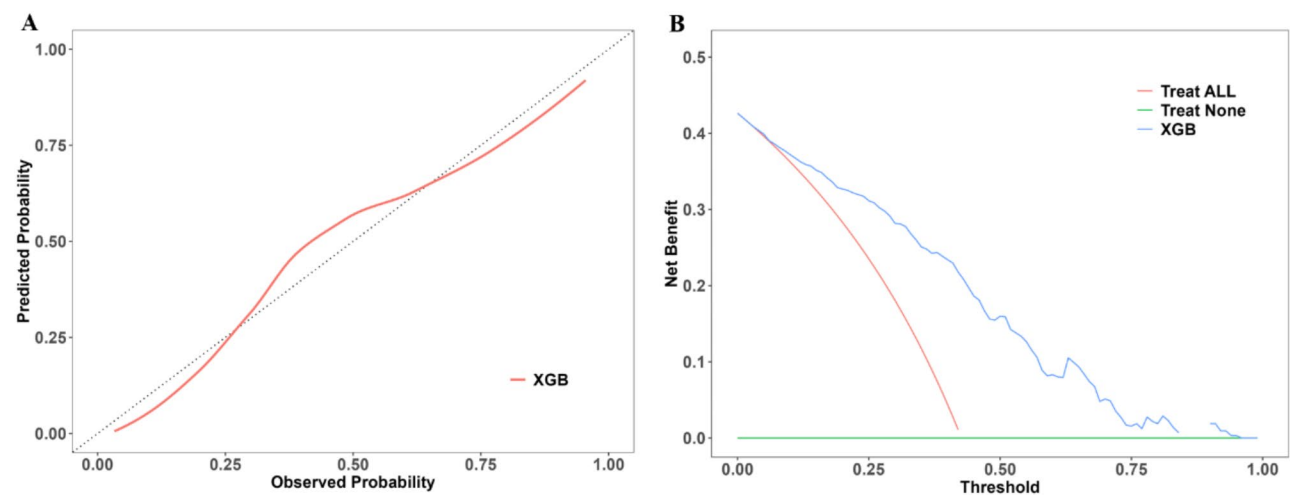 A
1.00
0.75
0.50
0.25
0.00
Predicted Probability
XGB
0.00 0.25 0.50 0.75 1.00
Observed Probability
B
0.5
0.4
0.3
0.2
0.1
0.0
Net Benefit
Treat ALL
Treat None
XGB
0.00 0.25 0.50 0.75 1.00
Threshold